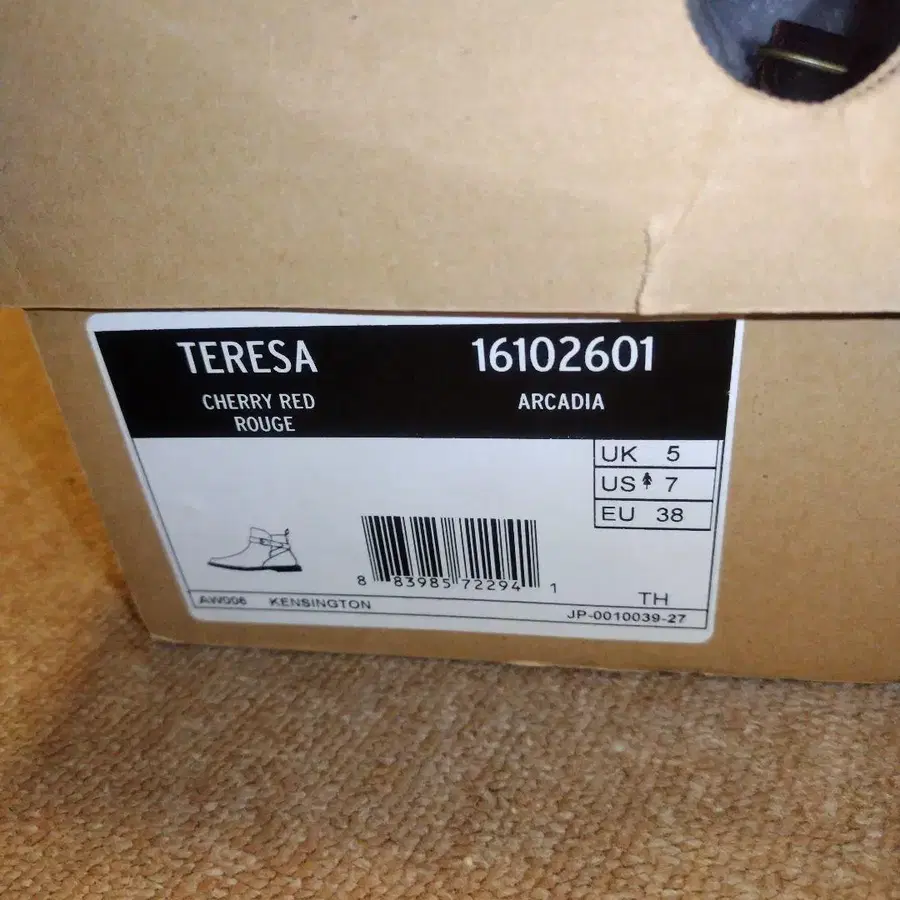 TERESA 16102601
CHERRY RED ARCADIA
ROUGE
UK 5
US 7
EU 38
8 83985 72294 1
TH
AW006 KENSINGTON
JP-0010039-27